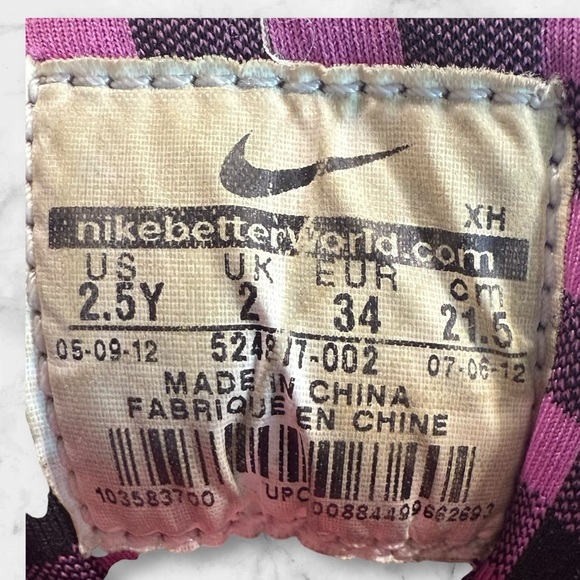 XH
nikebetterworld.com
US UK EUR cm
2.5Y 2 34 21.5
05-09-12 07-06-12
MADE IN CHINA
FABRIQUE EN CHINE
103583700 UPC